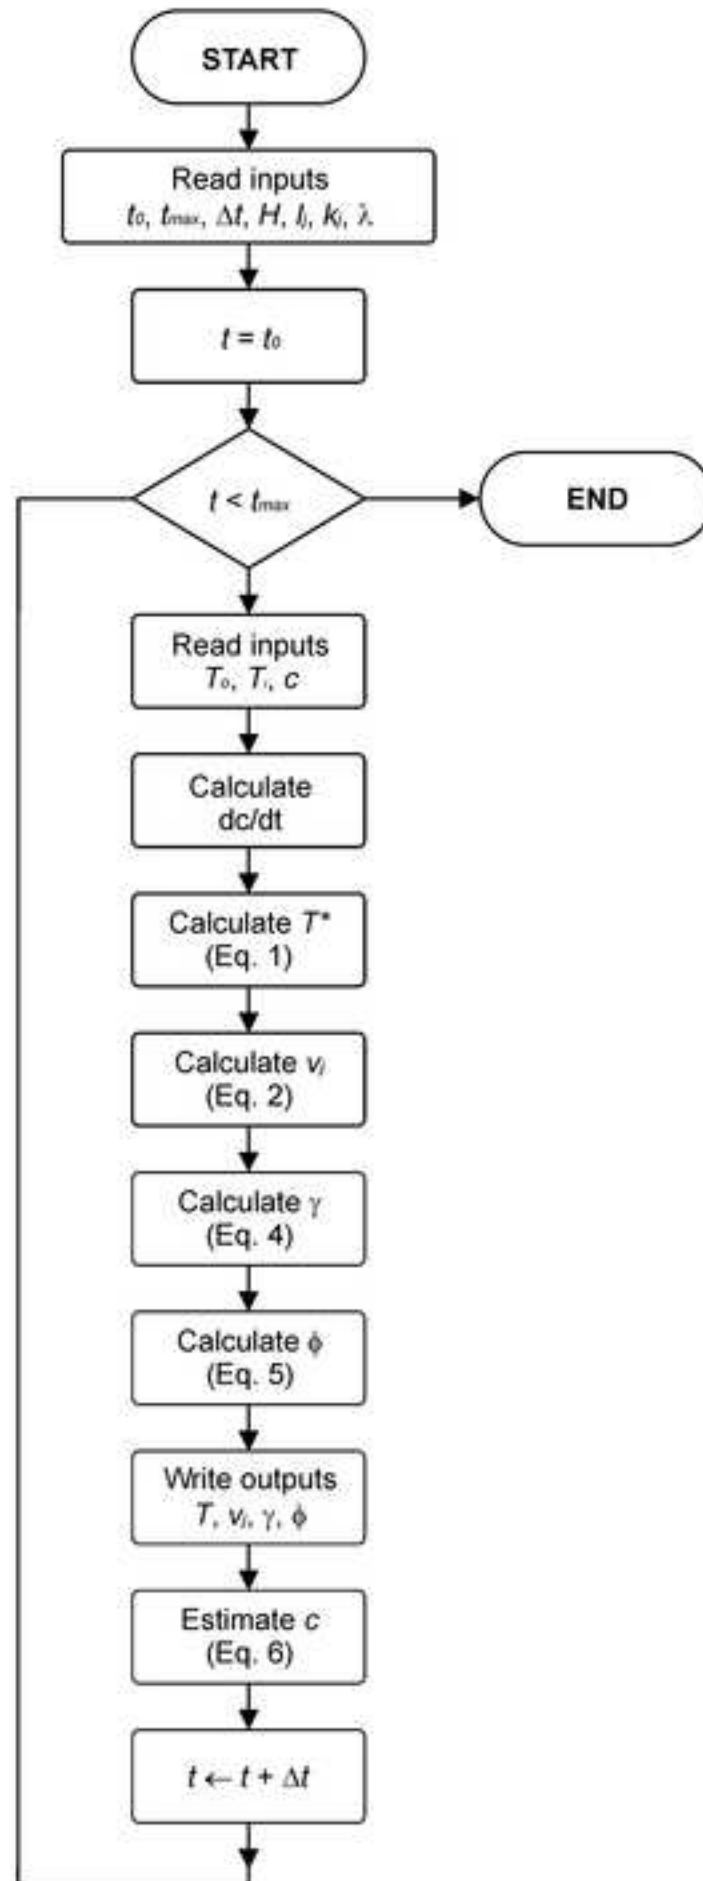 START
Read inputs
t₀, tmax, Δt, H, lⱼ, kⱼ, λ
t = t₀
t < tmax
END
Read inputs
Tₒ, Tᵢ, c
Calculate
dc/dt
Calculate T*
(Eq. 1)
Calculate vⱼ
(Eq. 2)
Calculate γ
(Eq. 4)
Calculate ϕ
(Eq. 5)
Write outputs
T, vⱼ, γ, ϕ
Estimate c
(Eq. 6)
t ← t + Δt